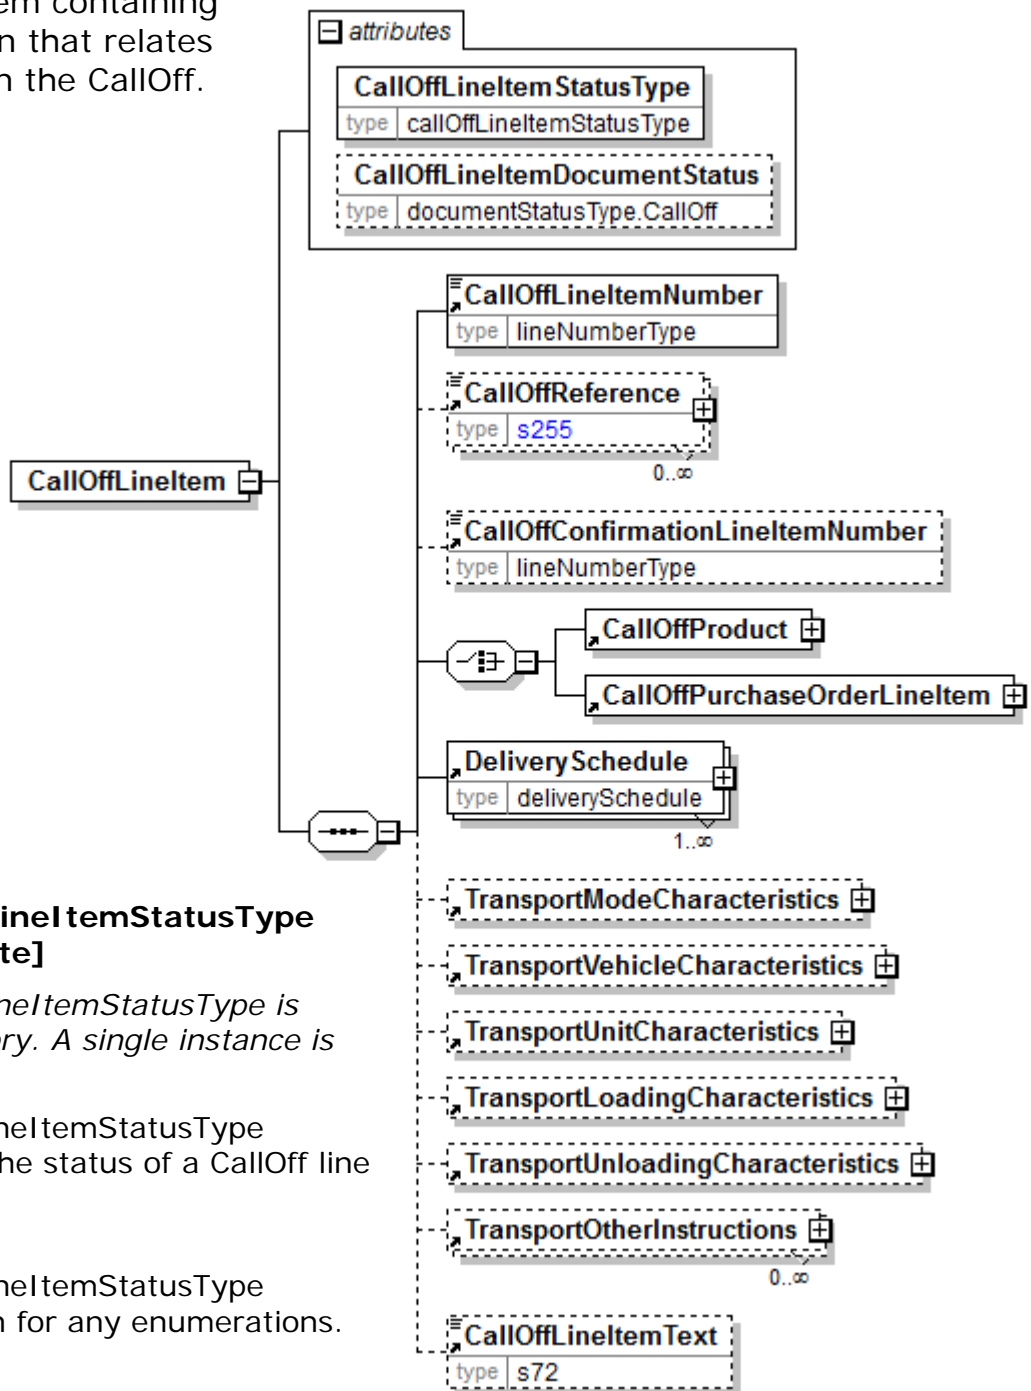 em containing
n that relates
n the CallOff.
attributes
CallOffLineItemStatusType
type callOffLineItemStatusType
CallOffLineItemDocumentStatus
type documentStatusType.CallOff
CallOffLineItemNumber
type lineNumberType
CallOffReference
type s255
0..∞
CallOffLineItem
CallOffConfirmationLineItemNumber
type lineNumberType
CallOffProduct
CallOffPurchaseOrderLineItem
DeliverySchedule
type deliverySchedule
1..∞
TransportModeCharacteristics
TransportVehicleCharacteristics
TransportUnitCharacteristics
TransportLoadingCharacteristics
TransportUnloadingCharacteristics
TransportOtherInstructions
0..∞
CallOffLineItemText
type s72
ineItemStatusType
te]
neItemStatusType is
ry. A single instance is
neItemStatusType
he status of a CallOff line
neItemStatusType
n for any enumerations.